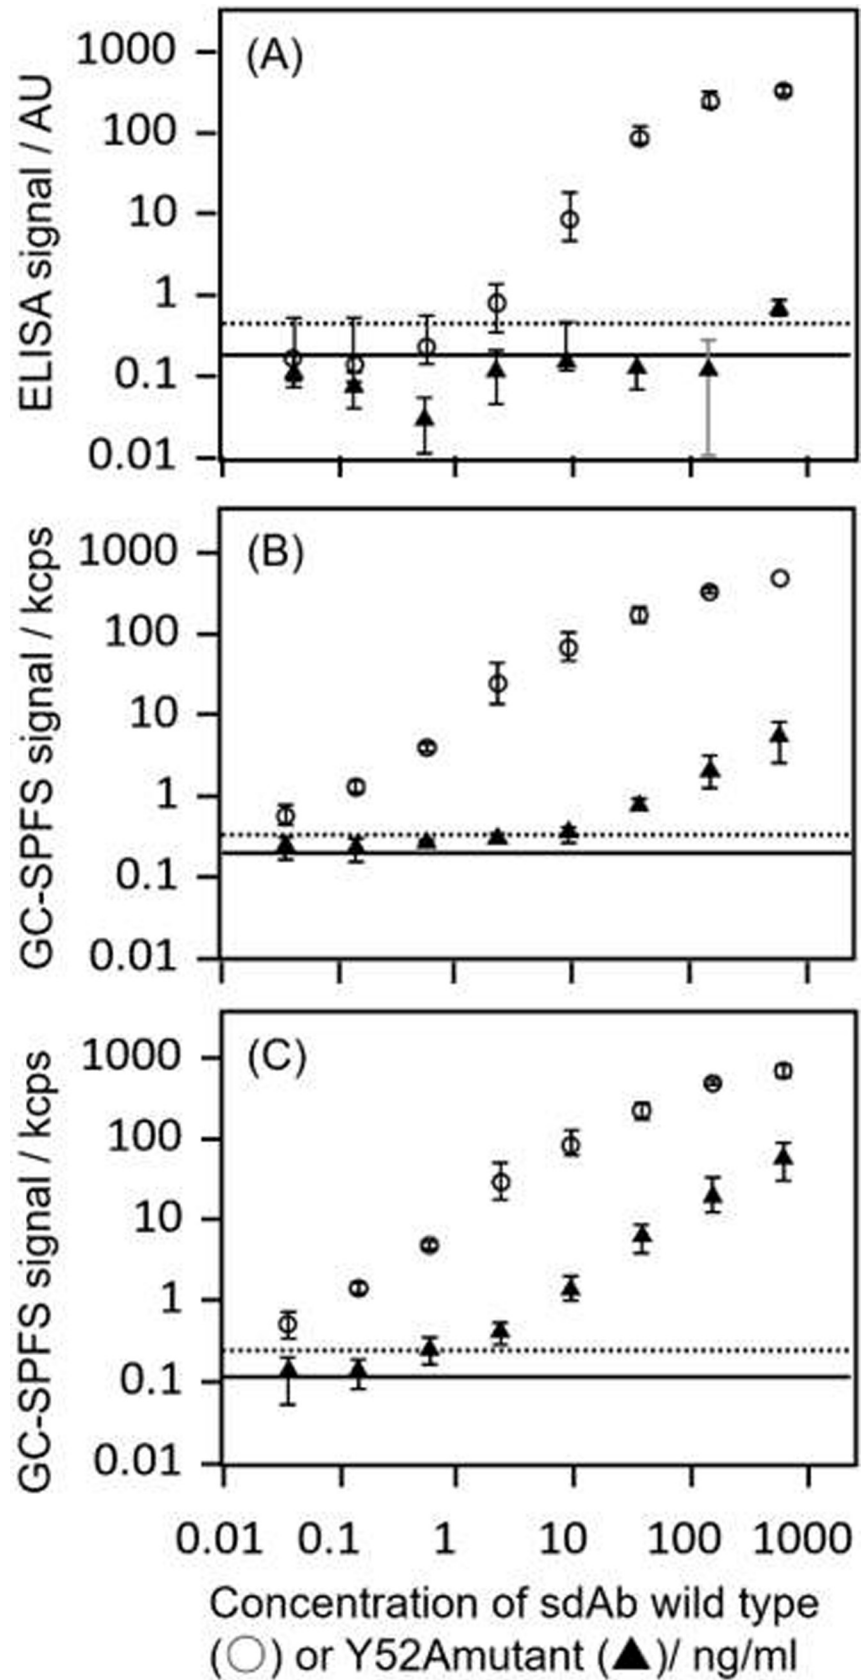 (A)
ELISA signal / AU
1000
100
10
1
0.1
0.01
(B)
GC-SPFS signal / kcps
1000
100
10
1
0.1
0.01
(C)
GC-SPFS signal / kcps
1000
100
10
1
0.1
0.01
0.01 0.1 1 10 100 1000
Concentration of sdAb wild type
(○) or Y52Amutant (▲)/ ng/ml